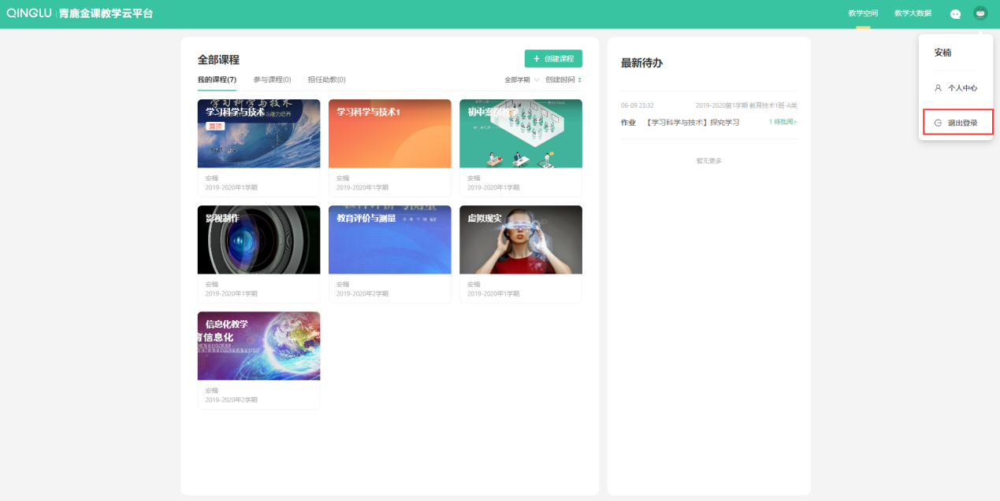 QINGLU 青鹿金课教学云平台
教学空间 教学大数据
安楠
个人中心
退出登录
全部课程
+ 创建课程
我的课程(7) 参与课程(0) 担任助教(0)
全部学期 创建时间
学习科学与技术
学习科学与技术
置顶
安楠
2019-2020年1学期
学习科学与技术1
安楠
2019-2020年1学期
初中案例教学
安楠
2019-2020年1学期
影视制作
安楠
2019-2020年1学期
教育评价与测量
安楠
2019-2020年2学期
虚拟现实
安楠
2019-2020年1学期
信息化教学
育信息化
安楠
2019-2020年2学期
最新待办
06-09 23:32 2019-2020第1学期 教育技术1班-A类
作业 【学习科学与技术】探究学习 1 待批阅>
暂无更多